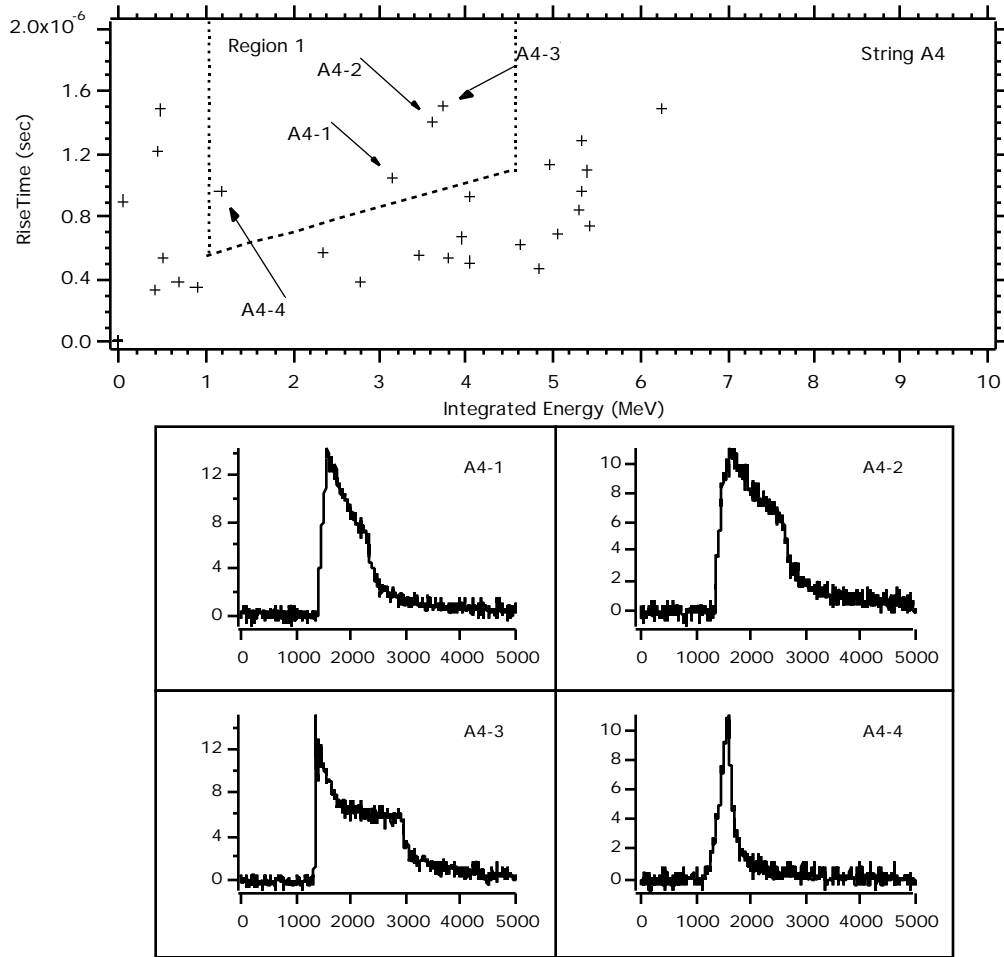 2.0x10-6
1.6
1.2
0.8
0.4
0.0
RiseTime (sec)
Region 1
A4-2
A4-3
String A4
A4-1
A4-4
0 1 2 3 4 5 6 7 8 9 10
Integrated Energy (MeV)
A4-1
12
8
4
0
0 1000 2000 3000 4000 5000
A4-2
10
8
6
4
2
0
0 1000 2000 3000 4000 5000
A4-3
12
8
4
0
0 1000 2000 3000 4000 5000
A4-4
10
8
6
4
2
0
0 1000 2000 3000 4000 5000